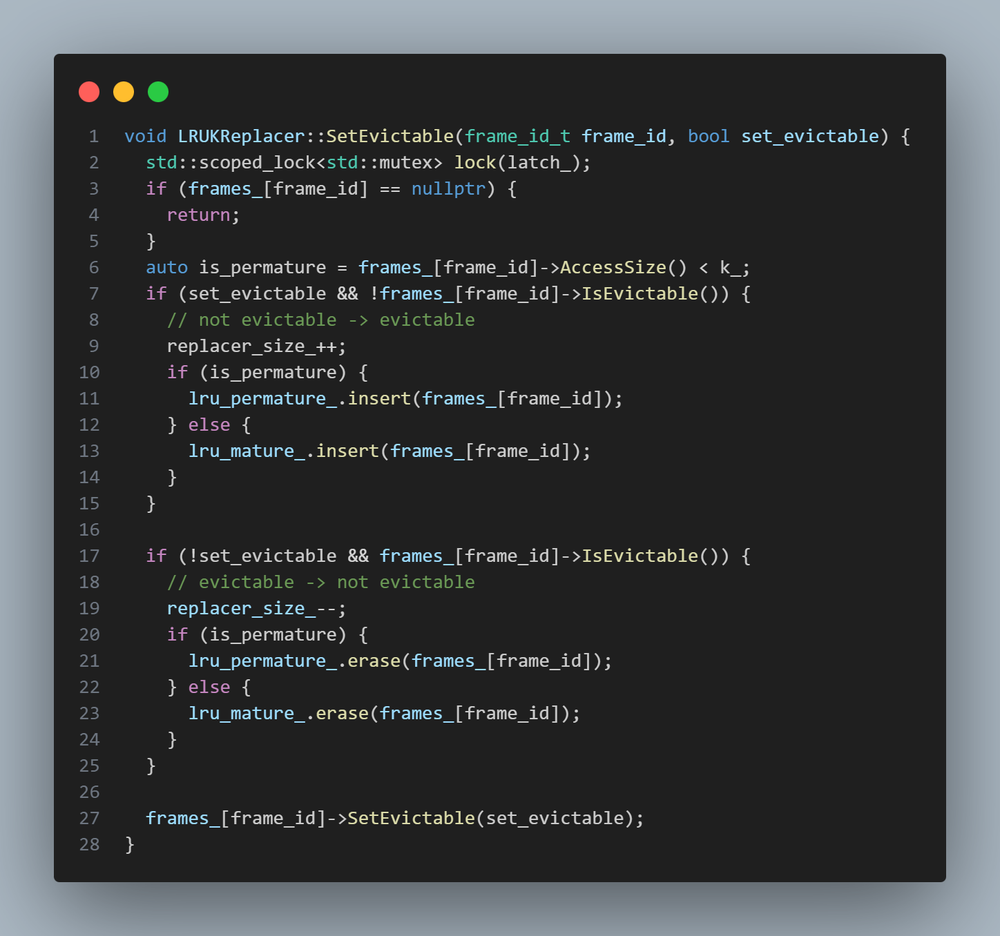 1 void LRUKReplacer::SetEvictable(frame_id_t frame_id, bool set_evictable) {
2   std::scoped_lock<std::mutex> lock(latch_);
3   if (frames_[frame_id] == nullptr) {
4     return;
5   }
6   auto is_permature = frames_[frame_id]->AccessSize() < k_;
7   if (set_evictable && !frames_[frame_id]->IsEvictable()) {
8     // not evictable -> evictable
9     replacer_size_++;
10     if (is_permature) {
11       lru_permature_.insert(frames_[frame_id]);
12     } else {
13       lru_mature_.insert(frames_[frame_id]);
14     }
15   }
16
17   if (!set_evictable && frames_[frame_id]->IsEvictable()) {
18     // evictable -> not evictable
19     replacer_size_--;
20     if (is_permature) {
21       lru_permature_.erase(frames_[frame_id]);
22     } else {
23       lru_mature_.erase(frames_[frame_id]);
24     }
25   }
26
27   frames_[frame_id]->SetEvictable(set_evictable);
28 }